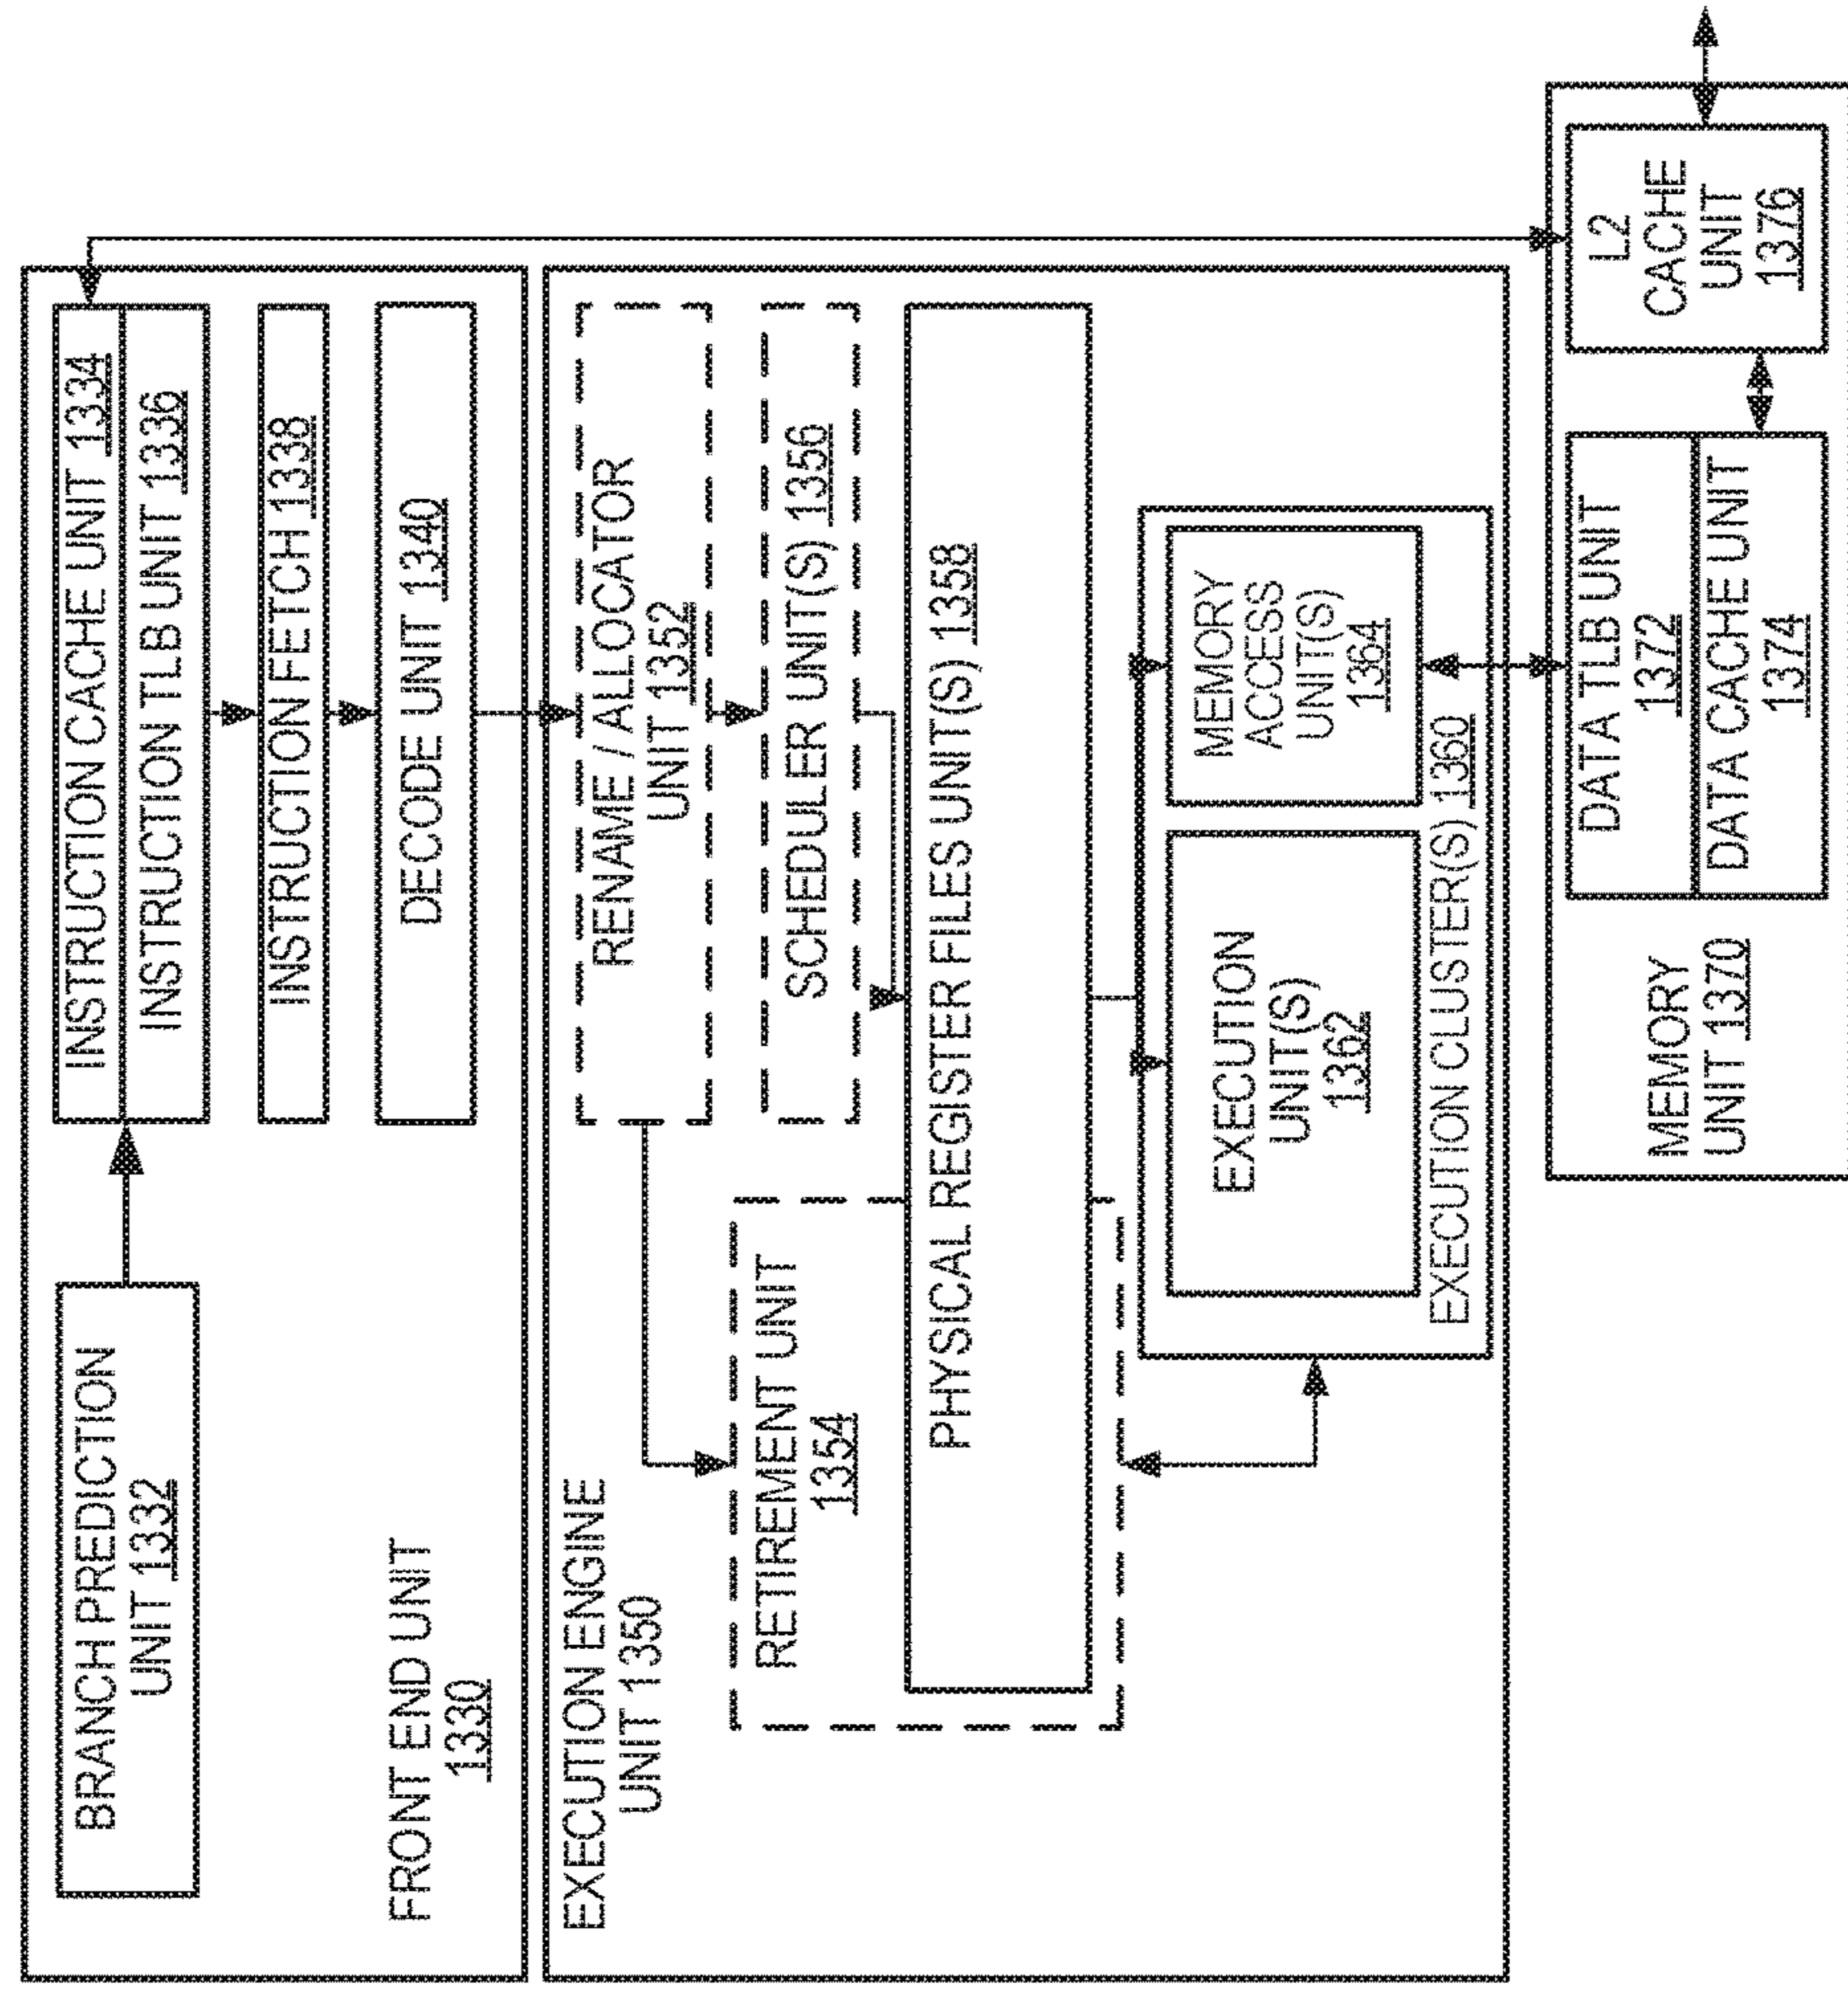 BRANCH PREDICTION
UNIT 1332
INSTRUCTION CACHE UNIT 1334
INSTRUCTION TLB UNIT 1336
INSTRUCTION FETCH 1338
DECODE UNIT 1340
FRONT END UNIT
1330
EXECUTION ENGINE
UNIT 1350
RENAME / ALLOCATOR
UNIT 1352
RETIREMENT UNIT
1354
SCHEDULER UNIT(S) 1356
PHYSICAL REGISTER FILES UNIT(S) 1358
EXECUTION
UNIT(S)
1362
MEMORY
ACCESS
UNIT(S)
1364
EXECUTION CLUSTER(S) 1360
MEMORY
UNIT 1370
DATA TLB UNIT
1372
DATA CACHE UNIT
1374
L2
CACHE
UNIT
1376